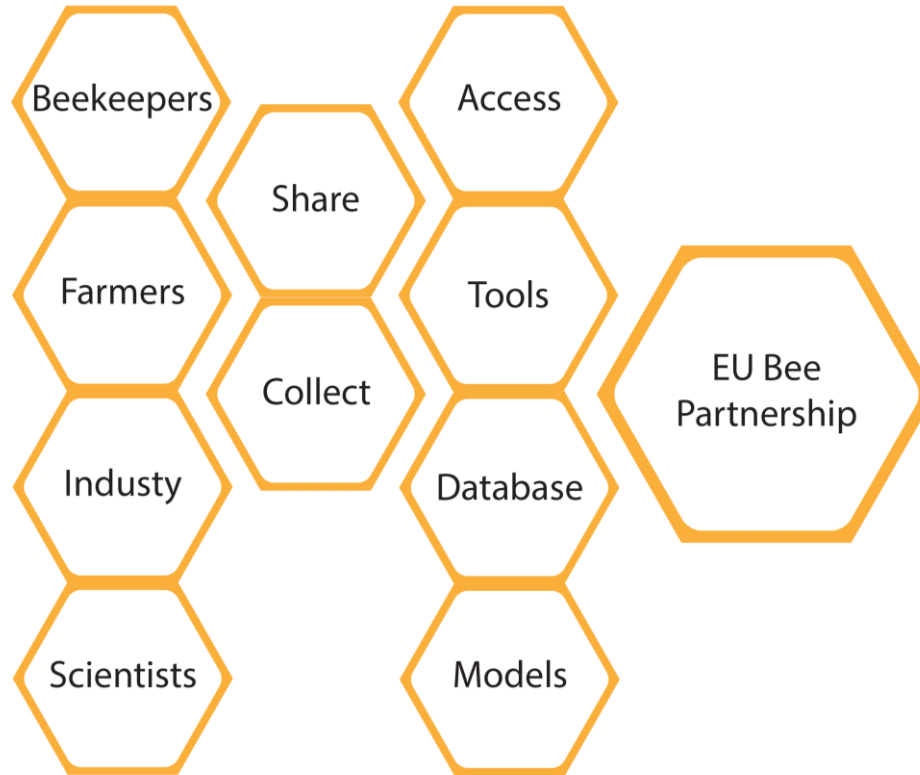 Beekeepers
Farmers
Industy
Scientists
Share
Collect
Access
Tools
Database
Models
EU Bee
Partnership